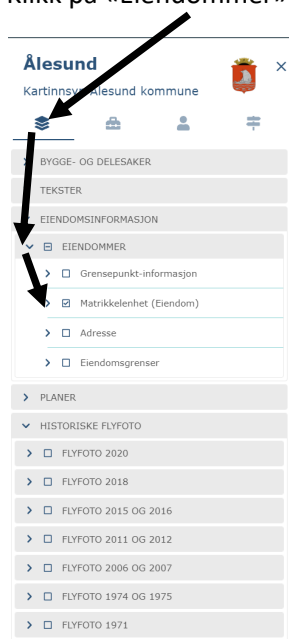 Klikk på «Eiendommer»
Ålesund
Kartinnsyn Ålesund kommune
BYGGE- OG DELESAKER
TEKSTER
EIENDOMSINFORMASJON
EIENDOMMER
Grensepunkt-informasjon
Matrikkelenhet (Eiendom)
Adresse
Eiendomsgrenser
PLANER
HISTORISKE FLYFOTO
FLYFOTO 2020
FLYFOTO 2018
FLYFOTO 2015 OG 2016
FLYFOTO 2011 OG 2012
FLYFOTO 2006 OG 2007
FLYFOTO 1974 OG 1975
FLYFOTO 1971